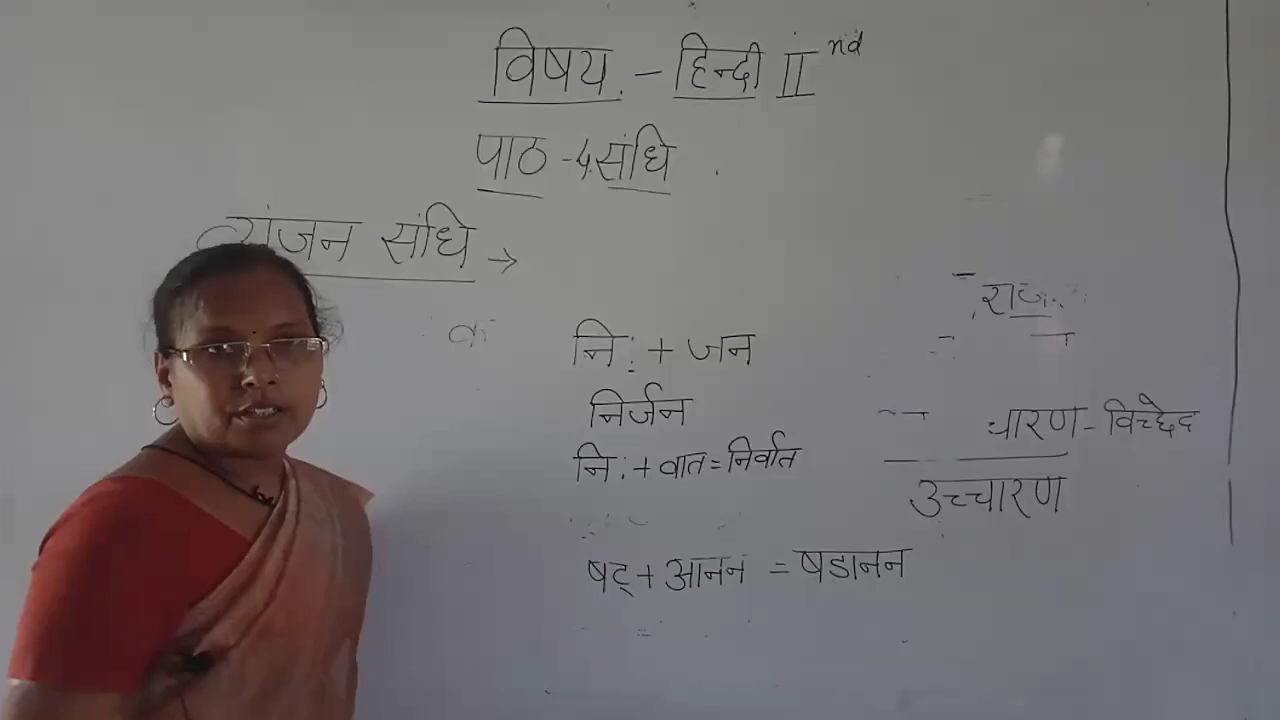 विषय - हिन्दी II nd
पाठ - 4. संधि
व्यंजन संधि →
नि: + जन
निर्जन
नि: + वात = निर्वात
षट् + आनन = षडानन
चारण - विच्छेद
उच्चारण